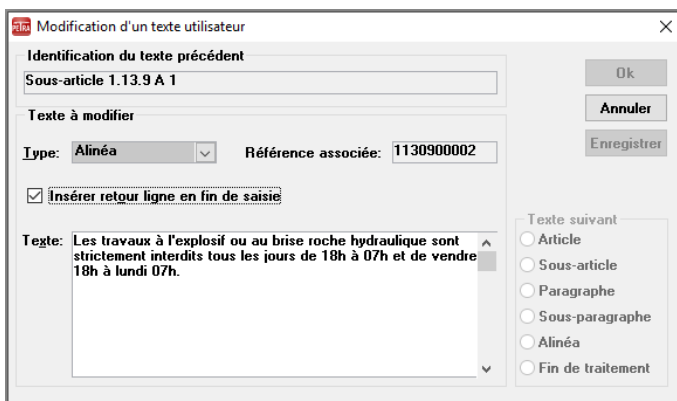 PETRA Modification d'un texte utilisateur
Identification du texte précédent
Sous-article 1.13.9 A 1
Ok
Annuler
Enregistrer
Texte à modifier
Type: Alinéa Référence associée: 1130900002
Insérer retour ligne en fin de saisie
Texte: Les travaux à l'explosif ou au brise roche hydraulique sont
strictement interdits tous les jours de 18h à 07h et de vendre
18h à lundi 07h.
Texte suivant
Article
Sous-article
Paragraphe
Sous-paragraphe
Alinéa
Fin de traitement